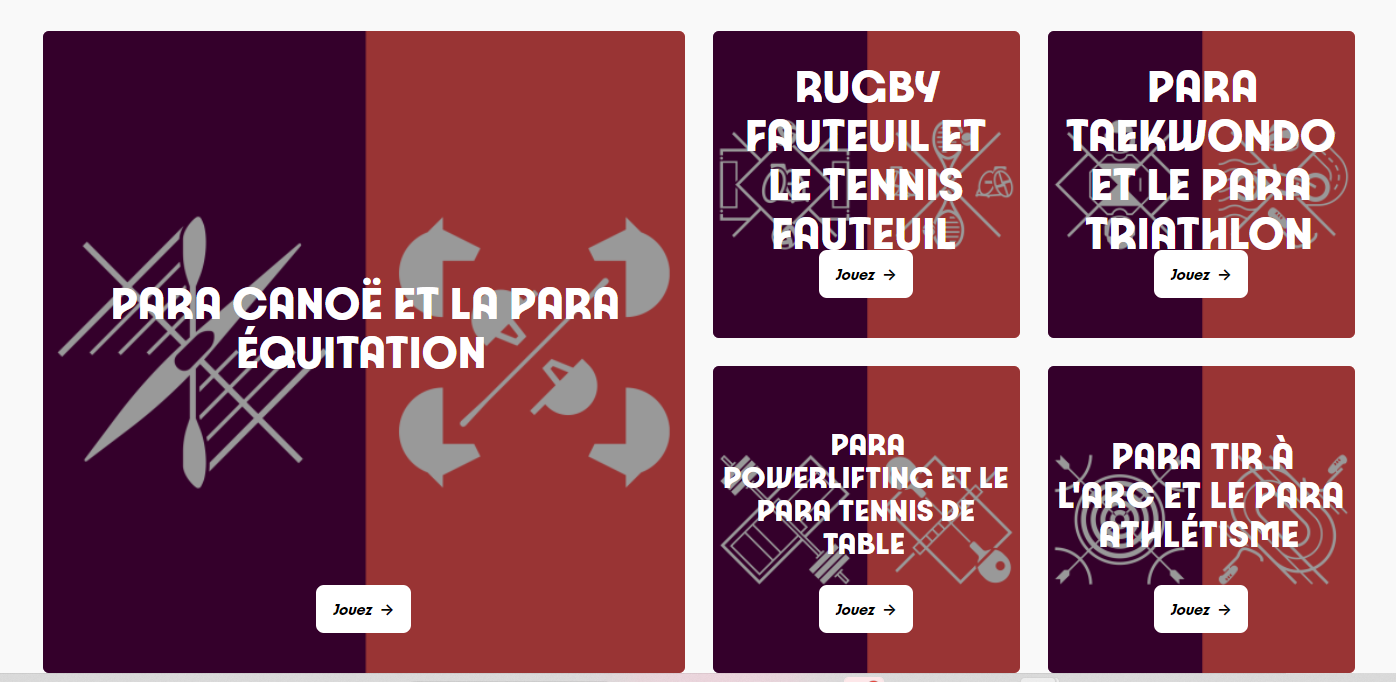 PARA CANOË ET LA PARA
ÉQUITATION
Jouez →
RUGBY
FAUTEUIL ET
LE TENNIS
FAUTEUIL
Jouez →
PARA
TAEKWONDO
ET LE PARA
TRIATHLON
Jouez →
PARA
POWERLIFTING ET LE
PARA TENNIS DE
TABLE
Jouez →
PARA TIR À
L'ARC ET LE PARA
ATHLÉTISME
Jouez →